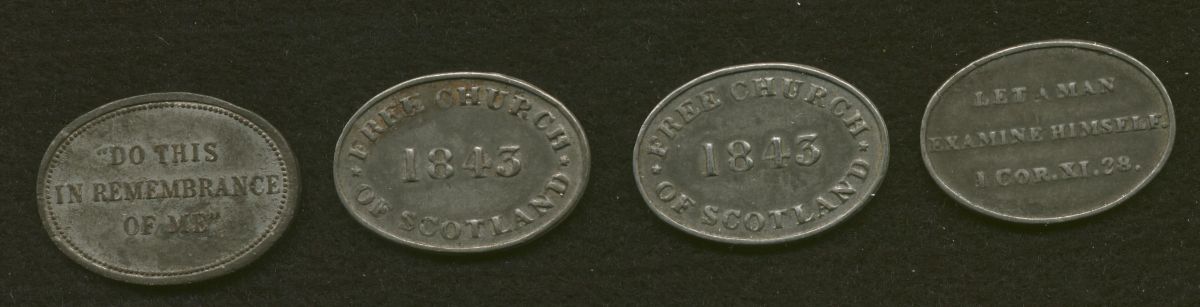 "DO THIS
IN REMEMBRANCE
OF ME"
FREE CHURCH
1843
OF SCOTLAND
FREE CHURCH
1843
OF SCOTLAND
LET A MAN
EXAMINE HIMSELF.
1 COR. XI. 28.